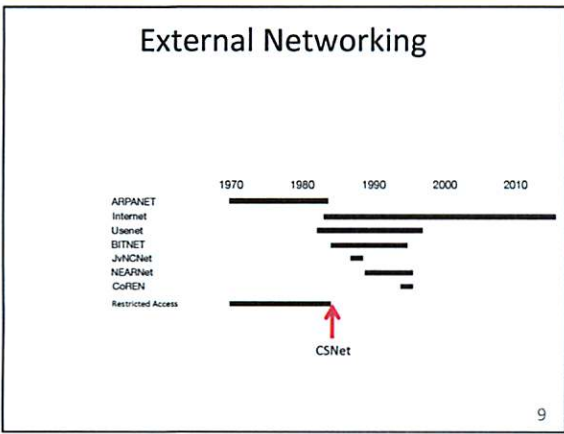 External Networking
1970 1980 1990 2000 2010
ARPANET
Internet
Usenet
BITNET
JvNCNet
NEARNet
CoREN
Restricted Access
CSNet
9